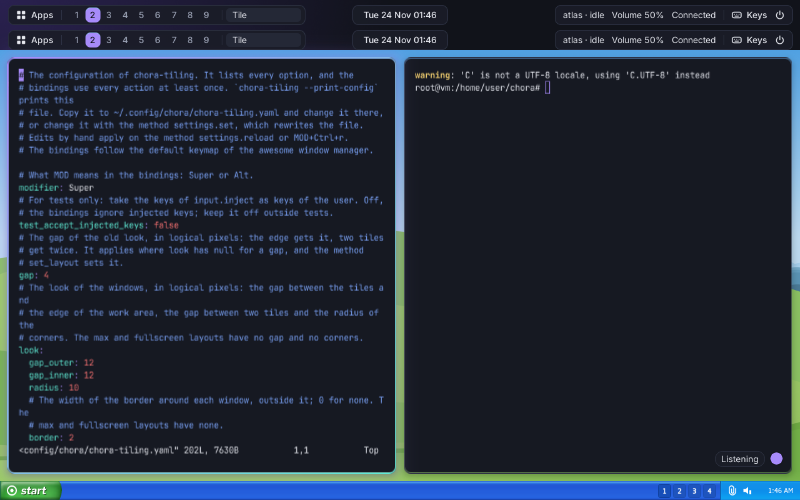 Apps 1 2 3 4 5 6 7 8 9 Tile Tue 24 Nov 01:46 atlas · idle Volume 50% Connected Keys
Apps 1 2 3 4 5 6 7 8 9 Tile Tue 24 Nov 01:46 atlas · idle Volume 50% Connected Keys
# The configuration of chora-tiling. It lists every option, and the
# bindings use every action at least once. `chora-tiling --print-config`
prints this
# file. Copy it to ~/.config/chora/chora-tiling.yaml and change it there,
# or change it with the method settings.set, which rewrites the file.
# Edits by hand apply on the method settings.reload or MOD+Ctrl+r.
# The bindings follow the default keymap of the awesome window manager.
# What MOD means in the bindings: Super or Alt.
modifier: Super
# For tests only: take the keys of input.inject as keys of the user. Off,
# the bindings ignore injected keys; keep it off outside tests.
test_accept_injected_keys: false
# The gap of the old look, in logical pixels: the edge gets it, two tiles
# get twice. It applies where look has null for a gap, and the method
# set_layout sets it.
gap: 4
# The look of the windows, in logical pixels: the gap between the tiles a
nd
# the edge of the work area, the gap between two tiles and the radius of
the
# corners. The max and fullscreen layouts have no gap and no corners.
look:
gap_outer: 12
gap_inner: 12
radius: 10
# The width of the border around each window, outside it; 0 for none. T
he
# max and fullscreen layouts have none.
border: 2
<config/chora/chora-tiling.yaml" 202L, 7630B 1,1 Top
warning: 'C' is not a UTF-8 locale, using 'C.UTF-8' instead
root@vm:/home/user/chora#
Listening
start 1 2 3 4 1:46 AM